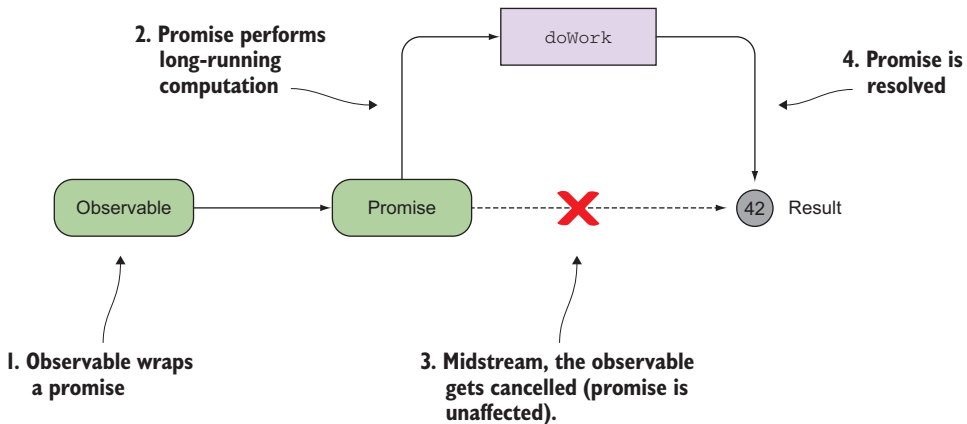 2. Promise performs
long-running
computation
doWork
4. Promise is
resolved
Observable
Promise
42
Result
1. Observable wraps
a promise
3. Midstream, the observable
gets cancelled (promise is
unaffected).